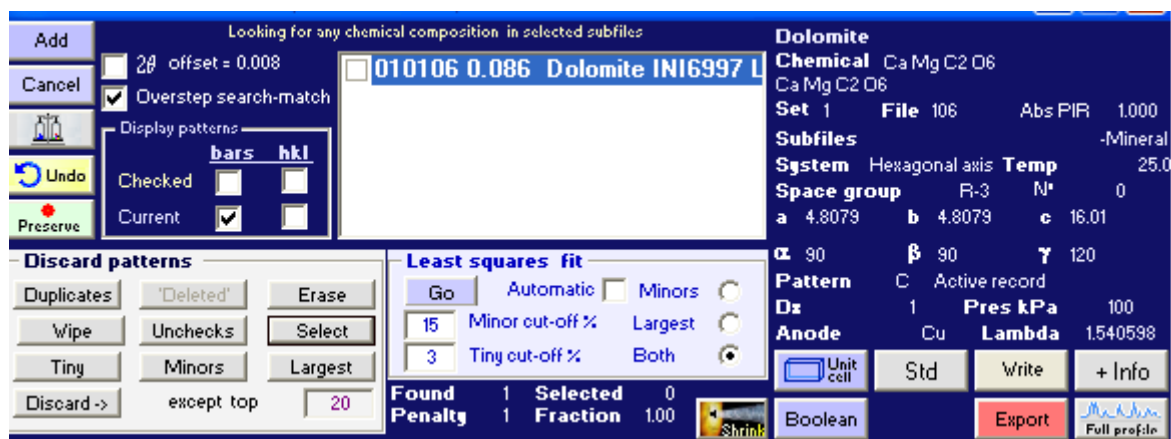 Looking for any chemical composition in selected subfiles
Add
Cancel
Undo
Preserve
2θ offset = 0.008
Overstep search-match
Display patterns
bars hkl
Checked
Current
010106 0.086 Dolomite INI6997 L
Dolomite
Chemical Ca Mg C2 O6
Ca Mg C2 O6
Set 1 File 106 Abs PIR 1.000
Subfiles -Mineral
System Hexagonal axis Temp 25.0
Space group R-3 N° 0
a 4.8079 b 4.8079 c 16.01
α 90 β 90 γ 120
Pattern C Active record
Dx 1 Pres kPa 100
Anode Cu Lambda 1.540598
Discard patterns
Duplicates 'Deleted' Erase
Wipe Unchecks Select
Tiny Minors Largest
Discard -> except top 20
Least squares fit
Go Automatic Minors
15 Minor cut-off % Largest
3 Tiny cut-off % Both
Found 1 Selected 0
Penalty 1 Fraction 1.00
Shrink
Unit cell Std Write + Info
Boolean Export Full profile